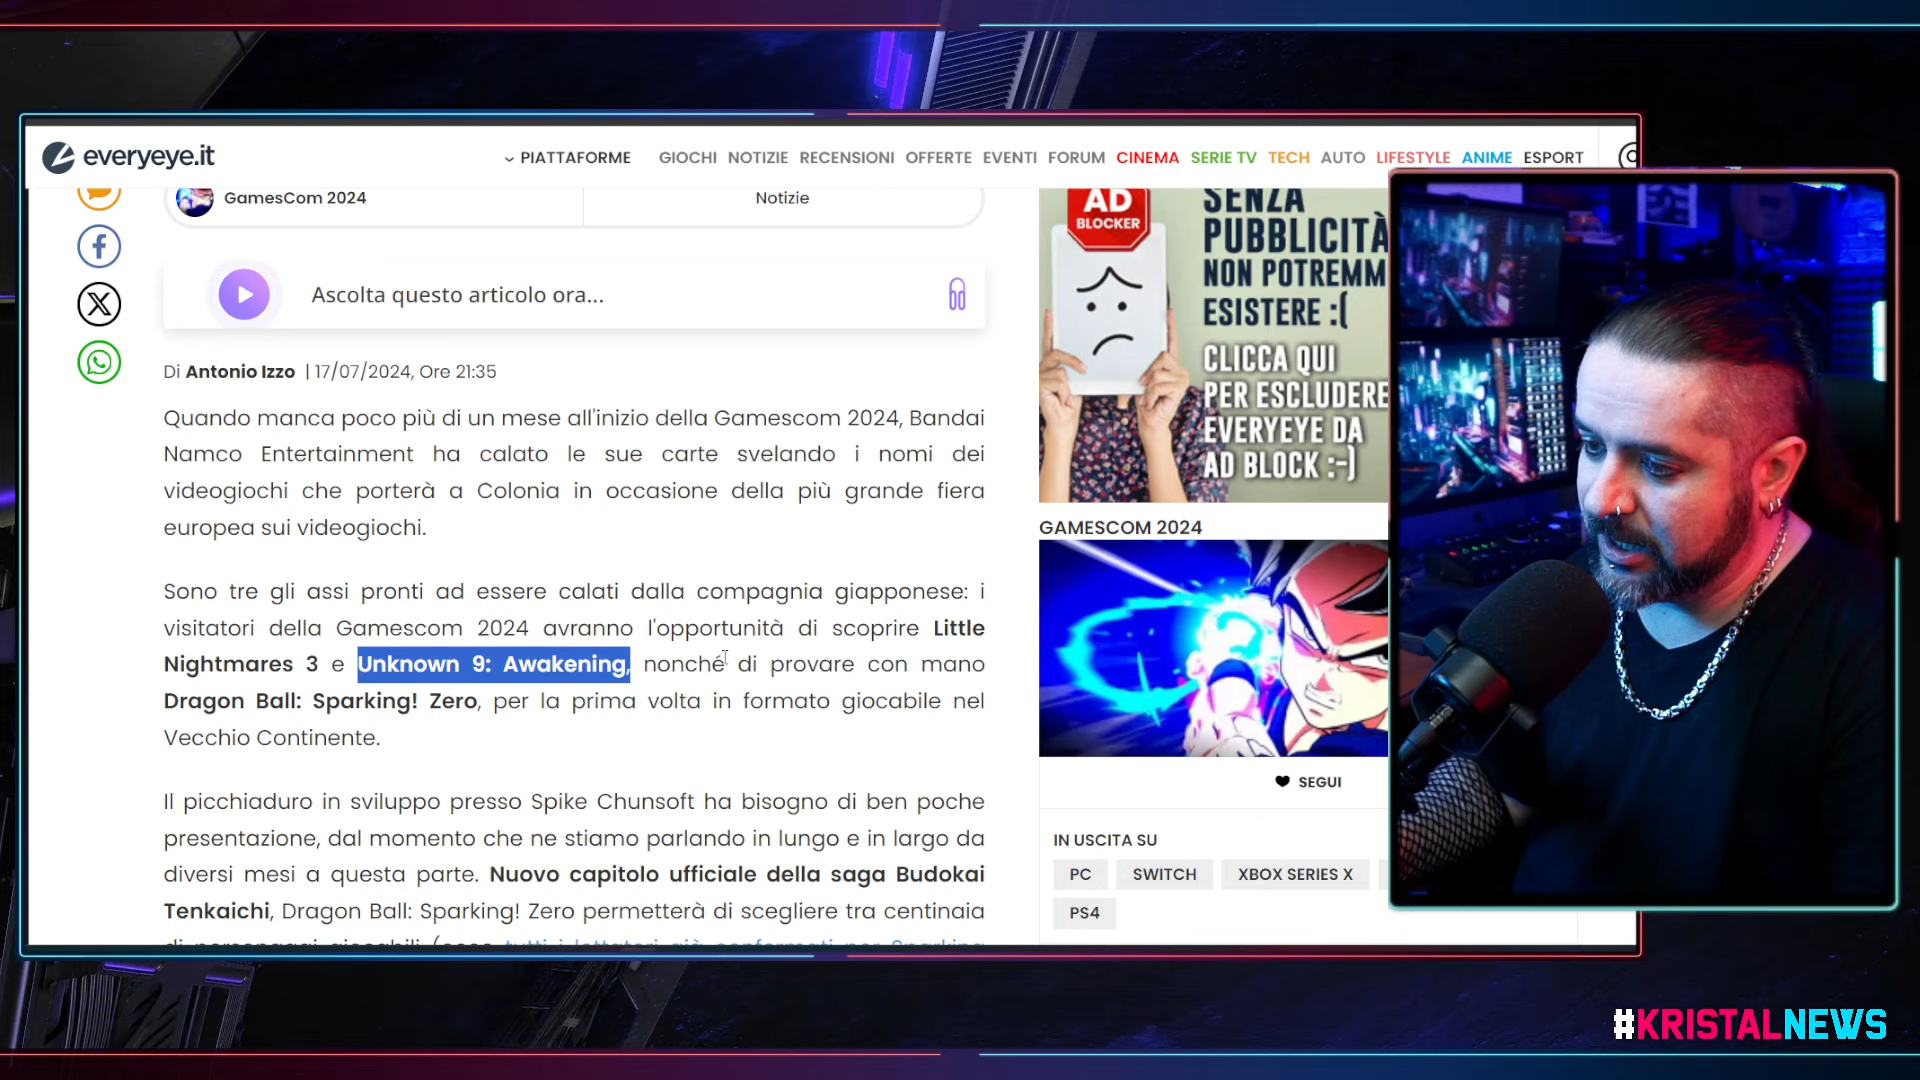 everyeye.it
PIATTAFORME GIOCHI NOTIZIE RECENSIONI OFFERTE EVENTI FORUM CINEMA SERIE TV TECH AUTO LIFESTYLE ANIME ESPORT
GamesCom 2024
Notizie
Ascolta questo articolo ora...
Di Antonio Izzo | 17/07/2024, Ore 21:35
Quando manca poco più di un mese all'inizio della Gamescom 2024, Bandai
Namco Entertainment ha calato le sue carte svelando i nomi dei
videogiochi che porterà a Colonia in occasione della più grande fiera
europea sui videogiochi.
Sono tre gli assi pronti ad essere calati dalla compagnia giapponese: i
visitatori della Gamescom 2024 avranno l'opportunità di scoprire Little
Nightmares 3 e Unknown 9: Awakening, nonché di provare con mano
Dragon Ball: Sparking! Zero, per la prima volta in formato giocabile nel
Vecchio Continente.
Il picchiaduro in sviluppo presso Spike Chunsoft ha bisogno di ben poche
presentazione, dal momento che ne stiamo parlando in lungo e in largo da
diversi mesi a questa parte. Nuovo capitolo ufficiale della saga Budokai
Tenkaichi, Dragon Ball: Sparking! Zero permetterà di scegliere tra centinaia
AD
BLOCKER
SENZA
PUBBLICITÀ
NON POTREMM
ESISTERE :(
CLICCA QUI
PER ESCLUDERE
EVERYEYE DA
AD BLOCK :-)
GAMESCOM 2024
SEGUI
IN USCITA SU
PC SWITCH XBOX SERIES X
PS4
#KRISTALNEWS